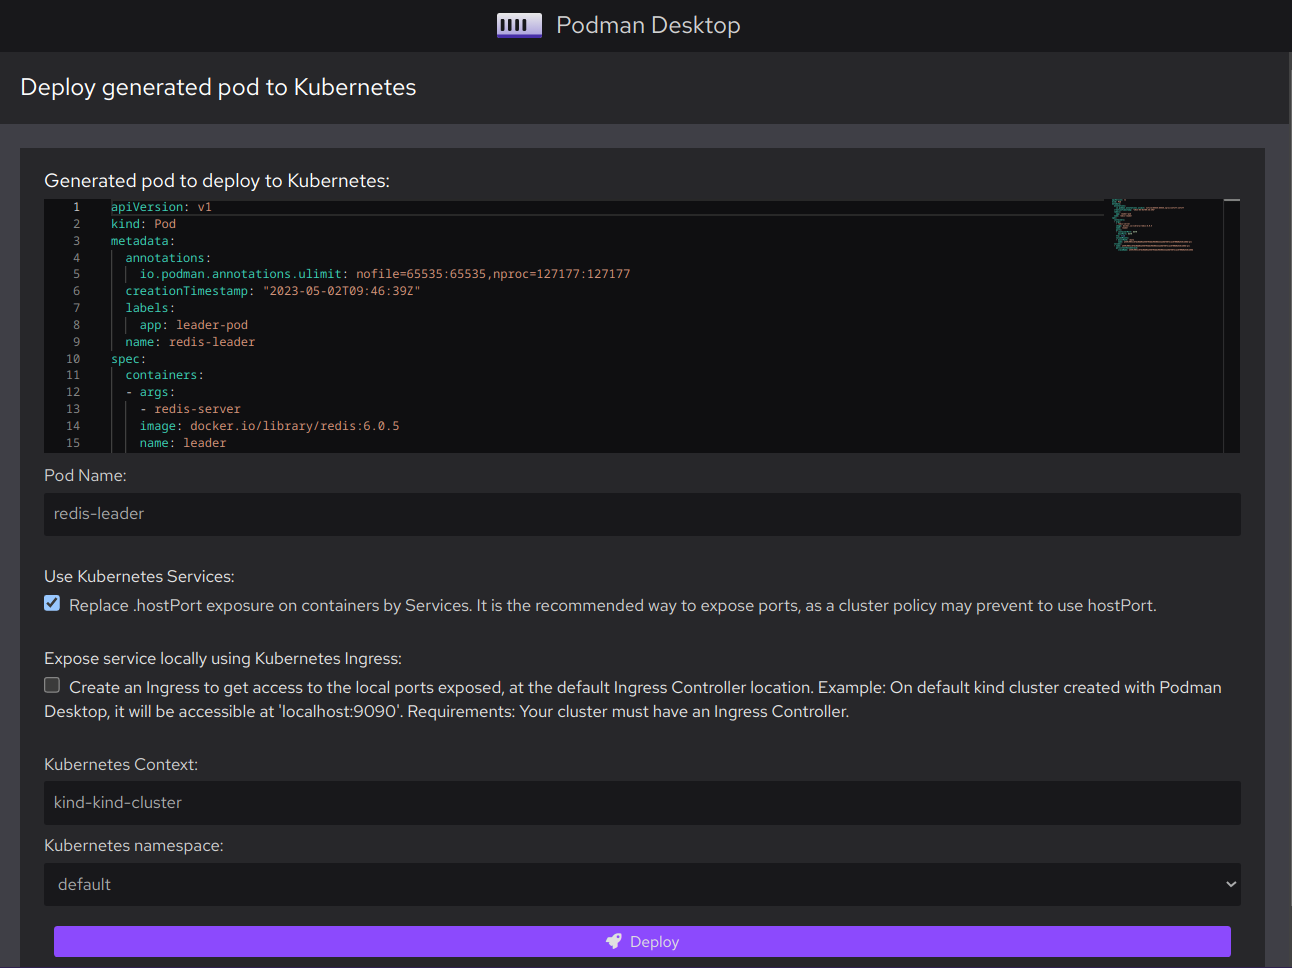 Podman Desktop
Deploy generated pod to Kubernetes
Generated pod to deploy to Kubernetes:
1 apiVersion: v1
2 kind: Pod
3 metadata:
4 annotations:
5 io.podman.annotations.ulimit: nofile=65535:65535,nproc=127177:127177
6 creationTimestamp: "2023-05-02T09:46:39Z"
7 labels:
8 app: leader-pod
9 name: redis-leader
10 spec:
11 containers:
12 - args:
13 - redis-server
14 image: docker.io/library/redis:6.0.5
15 name: leader
Pod Name:
redis-leader
Use Kubernetes Services:
Replace .hostPort exposure on containers by Services. It is the recommended way to expose ports, as a cluster policy may prevent to use hostPort.
Expose service locally using Kubernetes Ingress:
Create an Ingress to get access to the local ports exposed, at the default Ingress Controller location. Example: On default kind cluster created with Podman
Desktop, it will be accessible at 'localhost:9090'. Requirements: Your cluster must have an Ingress Controller.
Kubernetes Context:
kind-kind-cluster
Kubernetes namespace:
default
Deploy